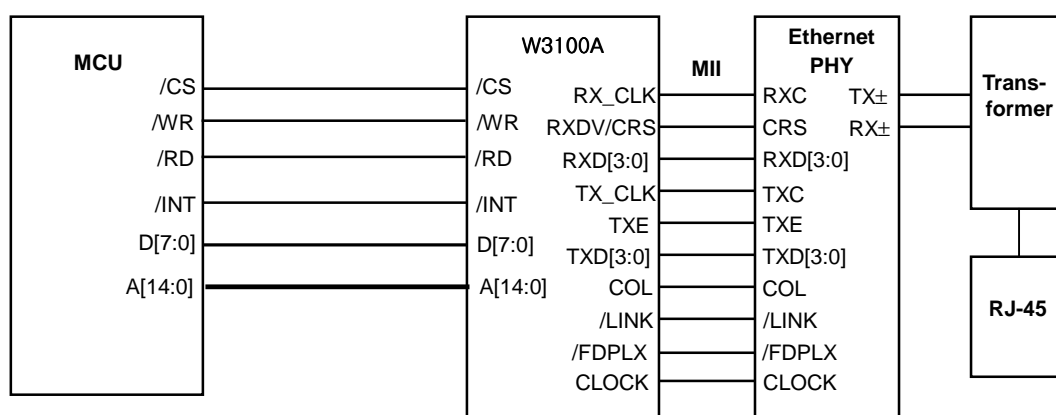 MCU
/CS
/WR
/RD
/INT
D[7:0]
A[14:0]
W3100A
/CS
/WR
/RD
/INT
D[7:0]
A[14:0]
RX_CLK
RXDV/CRS
RXD[3:0]
TX_CLK
TXE
TXD[3:0]
COL
/LINK
/FDPLX
CLOCK
MII
Ethernet
PHY
RXC
CRS
RXD[3:0]
TXC
TXE
TXD[3:0]
COL
/LINK
/FDPLX
CLOCK
TX±
RX±
Trans-
former
RJ-45